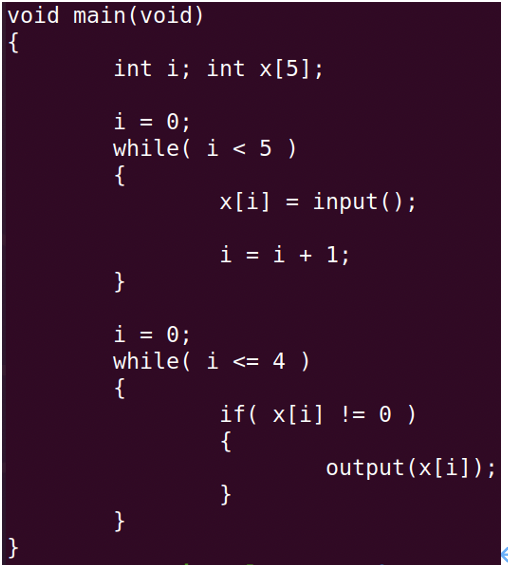 void main(void)
{
        int i; int x[5];

        i = 0;
        while( i < 5 )
        {
                x[i] = input();

                i = i + 1;
        }

        i = 0;
        while( i <= 4 )
        {
                if( x[i] != 0 )
                {
                        output(x[i]);
                }
        }
}